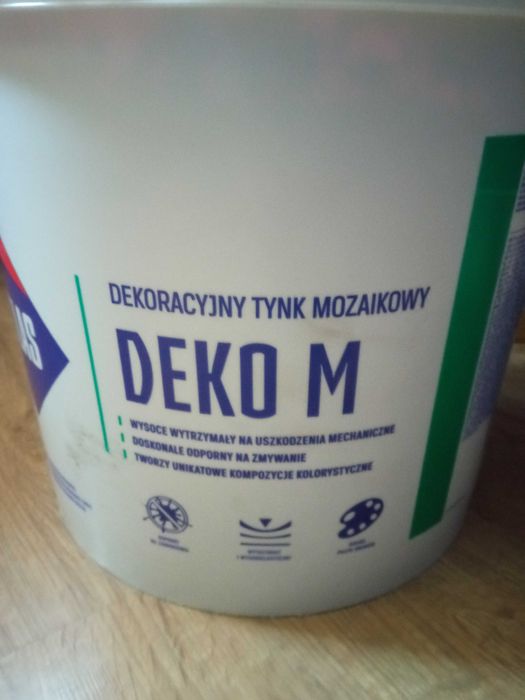 DEKORACYJNY TYNK MOZAIKOWY
DEKO M
WYSOCE WYTRZYMAŁY NA USZKODZENIA MECHANICZNE
DOSKONALE ODPORNY NA ZMYWANIE
TWORZY UNIKATOWE KOMPOZYCJE KOLORYSTYCZNE